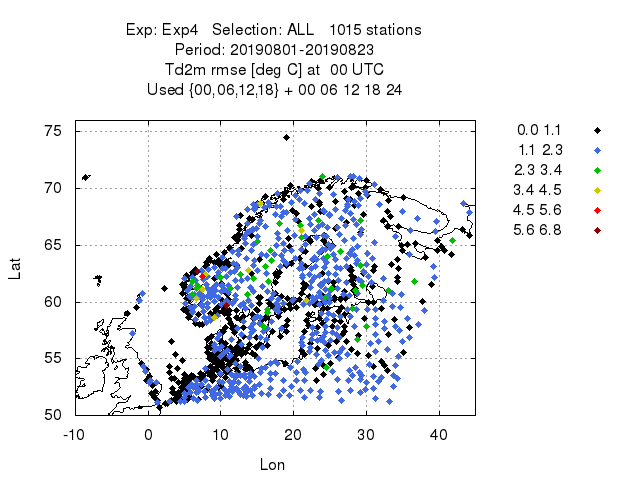 Exp: Exp4   Selection: ALL   1015 stations
Period: 20190801-20190823
Td2m rmse [deg C] at  00 UTC
Used {00,06,12,18} + 00 06 12 18 24
0.0 1.1
1.1 2.3
2.3 3.4
3.4 4.5
4.5 5.6
5.6 6.8
75
70
65
60
55
50
Lat
-10 0 10 20 30 40
Lon